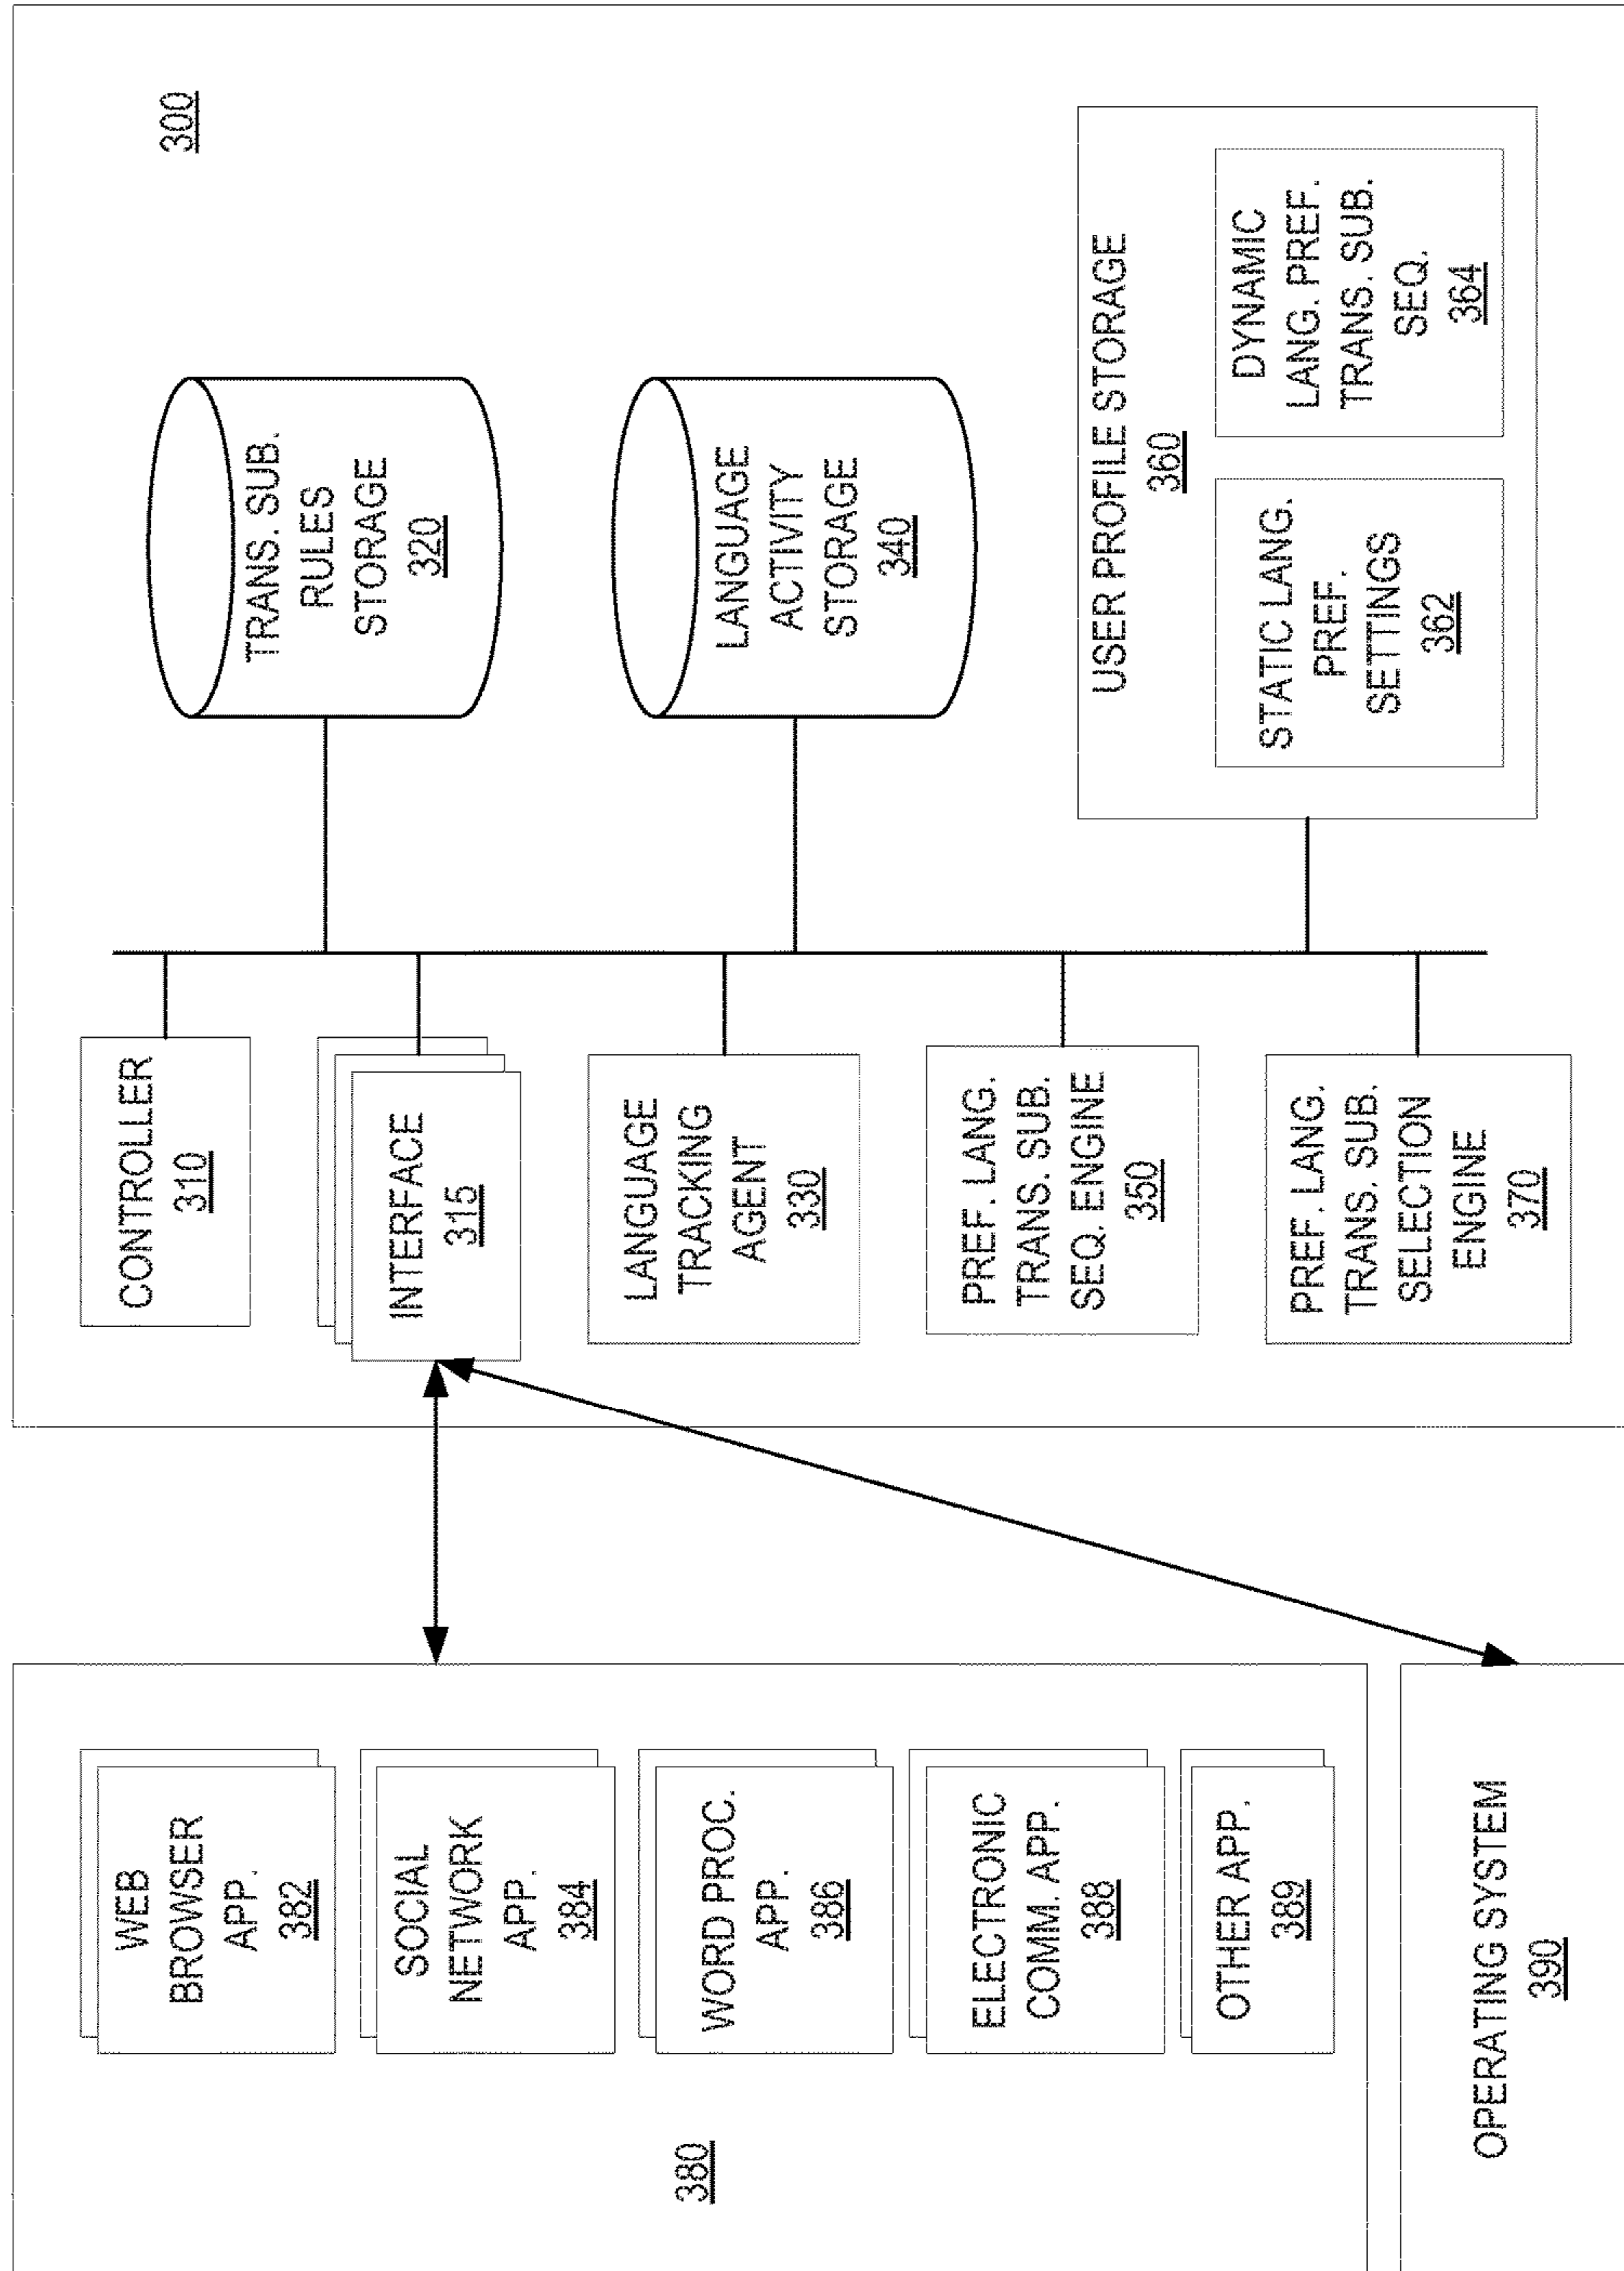 300
CONTROLLER
310
INTERFACE
315
LANGUAGE
TRACKING
AGENT
330
PREF. LANG.
TRANS. SUB.
SEQ. ENGINE
350
PREF. LANG.
TRANS. SUB.
SELECTION
ENGINE
370
TRANS. SUB.
RULES
STORAGE
320
LANGUAGE
ACTIVITY
STORAGE
340
USER PROFILE STORAGE
360
STATIC LANG.
PREF.
SETTINGS
362
DYNAMIC
LANG. PREF.
TRANS. SUB.
SEQ.
364
380
WEB
BROWSER
APP.
382
SOCIAL
NETWORK
APP.
384
WORD PROC.
APP.
386
ELECTRONIC
COMM. APP.
388
OTHER APP.
389
OPERATING SYSTEM
390